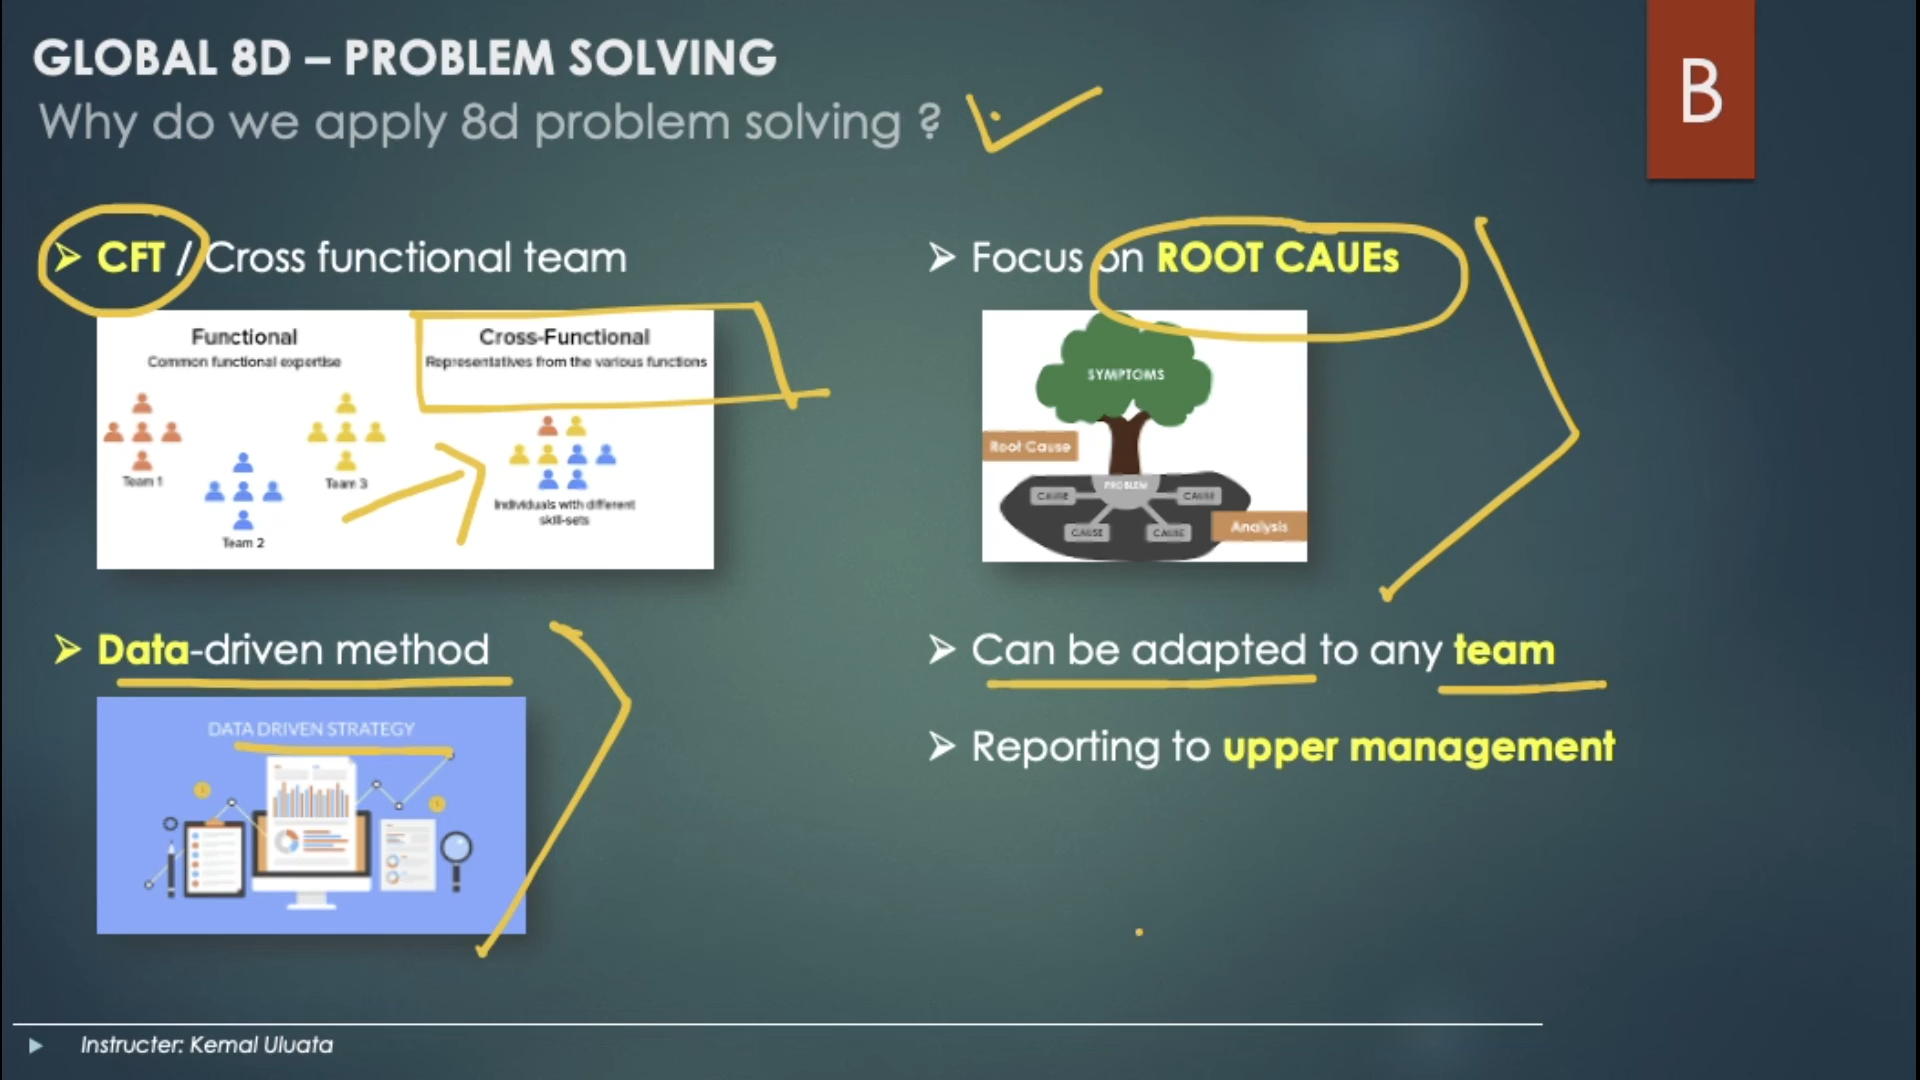 GLOBAL 8D – PROBLEM SOLVING
Why do we apply 8d problem solving ?
B
➢ CFT / Cross functional team
Functional
Common functional expertise
Team 1
Team 2
Team 3
Cross-Functional
Representatives from the various functions
Individuals with different
skill-sets
➢ Data-driven method
DATA DRIVEN STRATEGY
➢ Focus on ROOT CAUEs
SYMPTOMS
Root Cause
PROBLEM
CAUSE
CAUSE
CAUSE
CAUSE
Analysis
➢ Can be adapted to any team
➢ Reporting to upper management
Instructer: Kemal Uluata